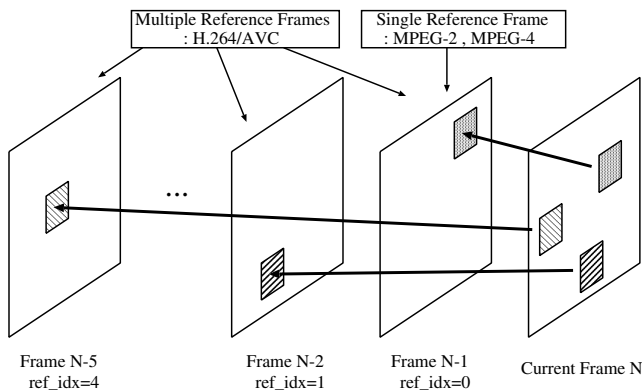 Multiple Reference Frames
: H.264/AVC
Single Reference Frame
: MPEG-2 , MPEG-4
...
Frame N-5
ref_idx=4
Frame N-2
ref_idx=1
Frame N-1
ref_idx=0
Current Frame N